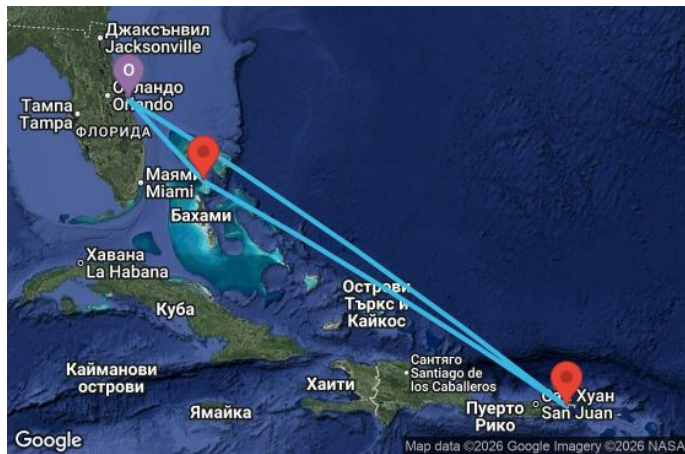 Джаксънвил
Jacksonville
O
Орландо
Orlando
Тампа
Tampa
ФЛОРИДА
Маями
Miami
Бахами
Хавана
La Habana
Куба
Острови
Търкс и
Кайкос
Кайманови
острови
Ямайка
Хаити
Сантяго
Santiago de
los Caballeros
Пуерто
Рико
Сан Хуан
San Juan
Google
Map data ©2026 Google Imagery ©2026 NASA